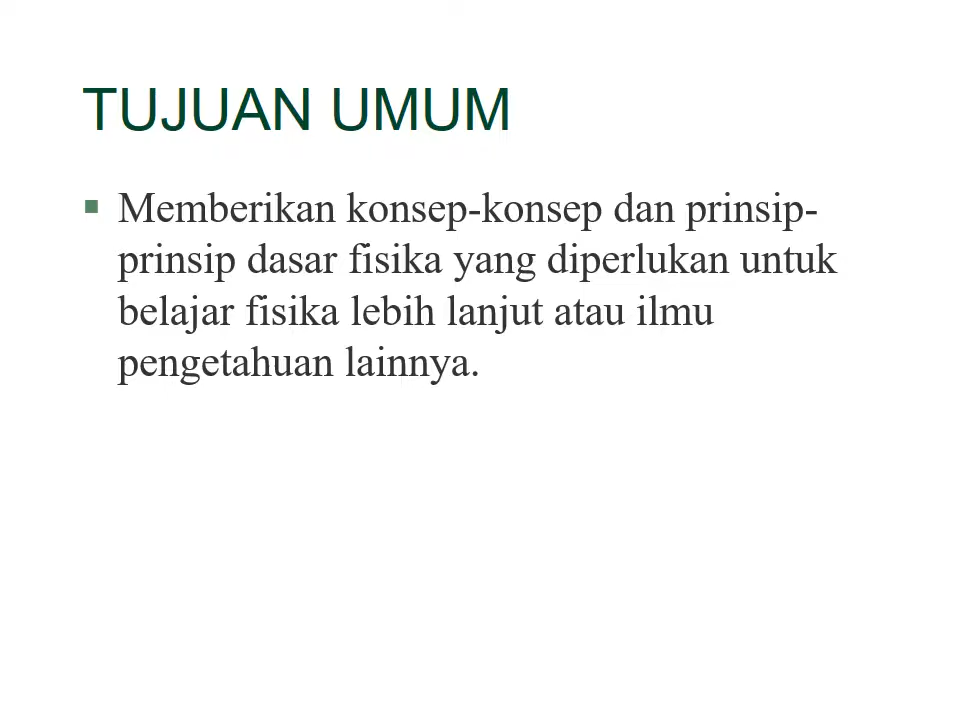 TUJUAN UMUM
Memberikan konsep-konsep dan prinsip-
prinsip dasar fisika yang diperlukan untuk
belajar fisika lebih lanjut atau ilmu
pengetahuan lainnya.